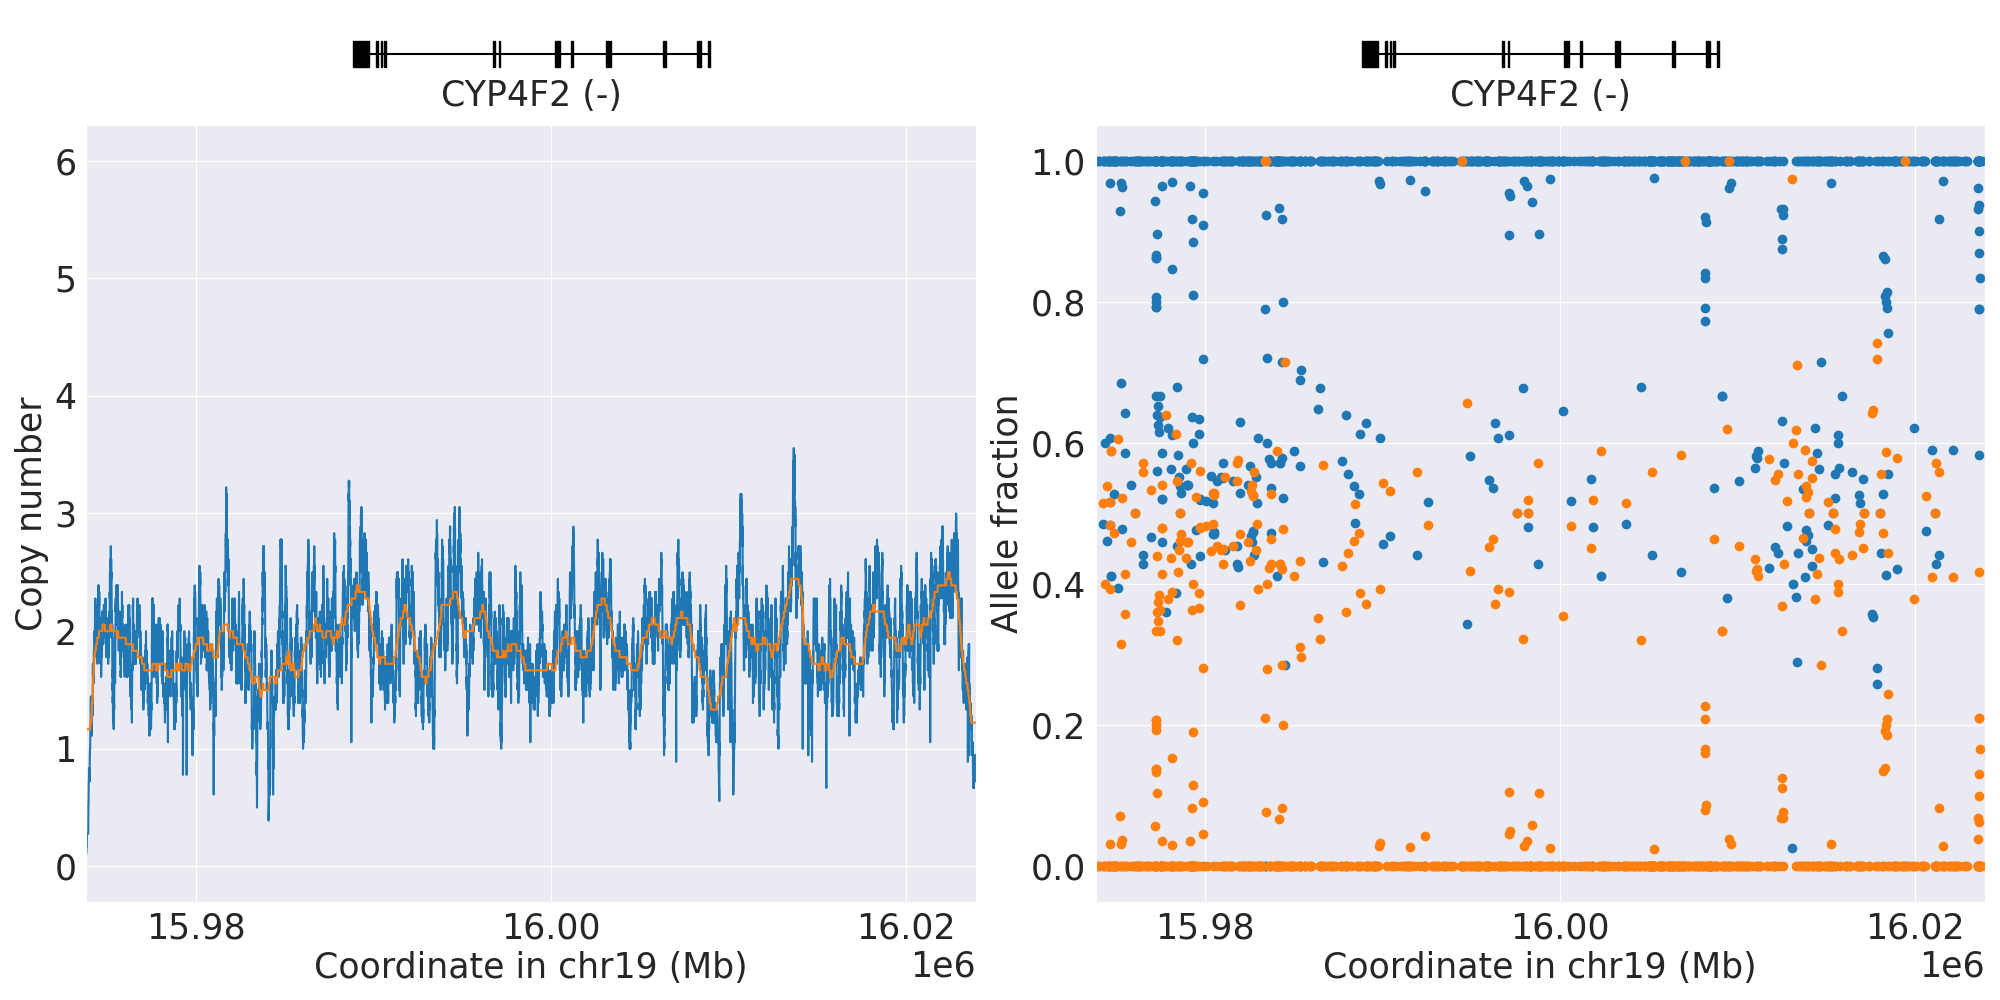 CYP4F2 (-)
6
5
4
3
2
1
0
Copy number
15.98
16.00
16.02
Coordinate in chr19 (Mb)
1e6
CYP4F2 (-)
1.0
0.8
0.6
0.4
0.2
0.0
Allele fraction
15.98
16.00
16.02
Coordinate in chr19 (Mb)
1e6